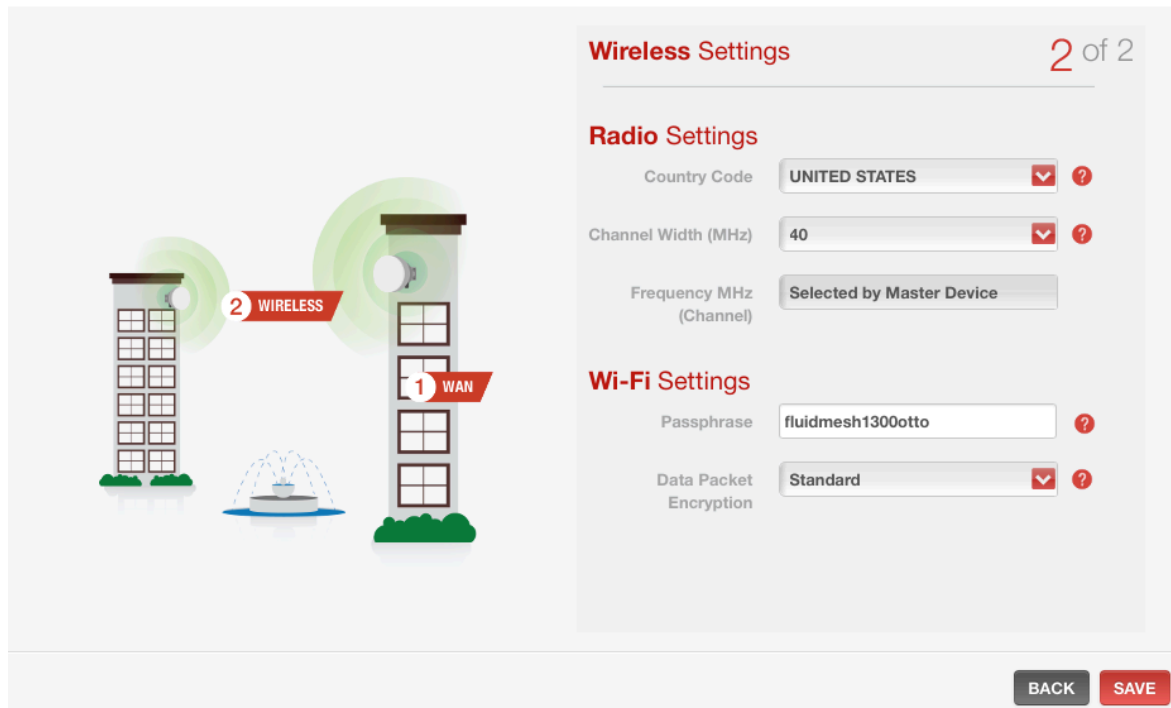 Wireless Settings
2 of 2
Radio Settings
Country Code
UNITED STATES
?
Channel Width (MHz)
40
?
Frequency MHz
(Channel)
Selected by Master Device
2 WIRELESS
1 WAN
Wi-Fi Settings
Passphrase
fluidmesh1300otto
?
Data Packet
Encryption
Standard
?
BACK
SAVE